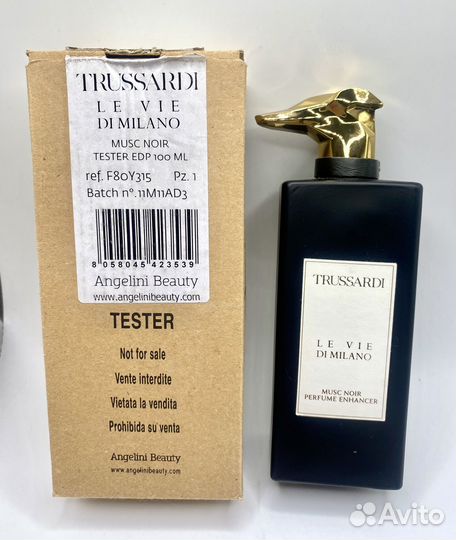 TRUSSARDI
LE VIE
DI MILANO
MUSC NOIR
TESTER EDP 100 ML
ref. F80Y315 Pz. 1
Batch n°. 11M11AD3
8 058045 423539
Angelini Beauty
www.angelinibeauty.com
TESTER
Not for sale
Vente interdite
Vietata la vendita
Prohibida su venta
Angelini Beauty
www.angelinibeauty.com
TRUSSARDI
LE VIE
DI MILANO
MUSC NOIR
PERFUME ENHANCER
Avito